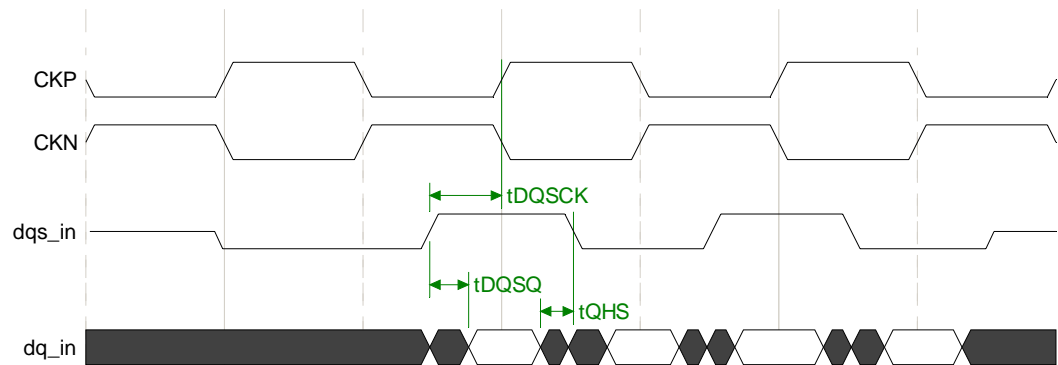 CKP
CKN
tDQSCK
dqs_in
tDQSQ
tQHS
dq_in